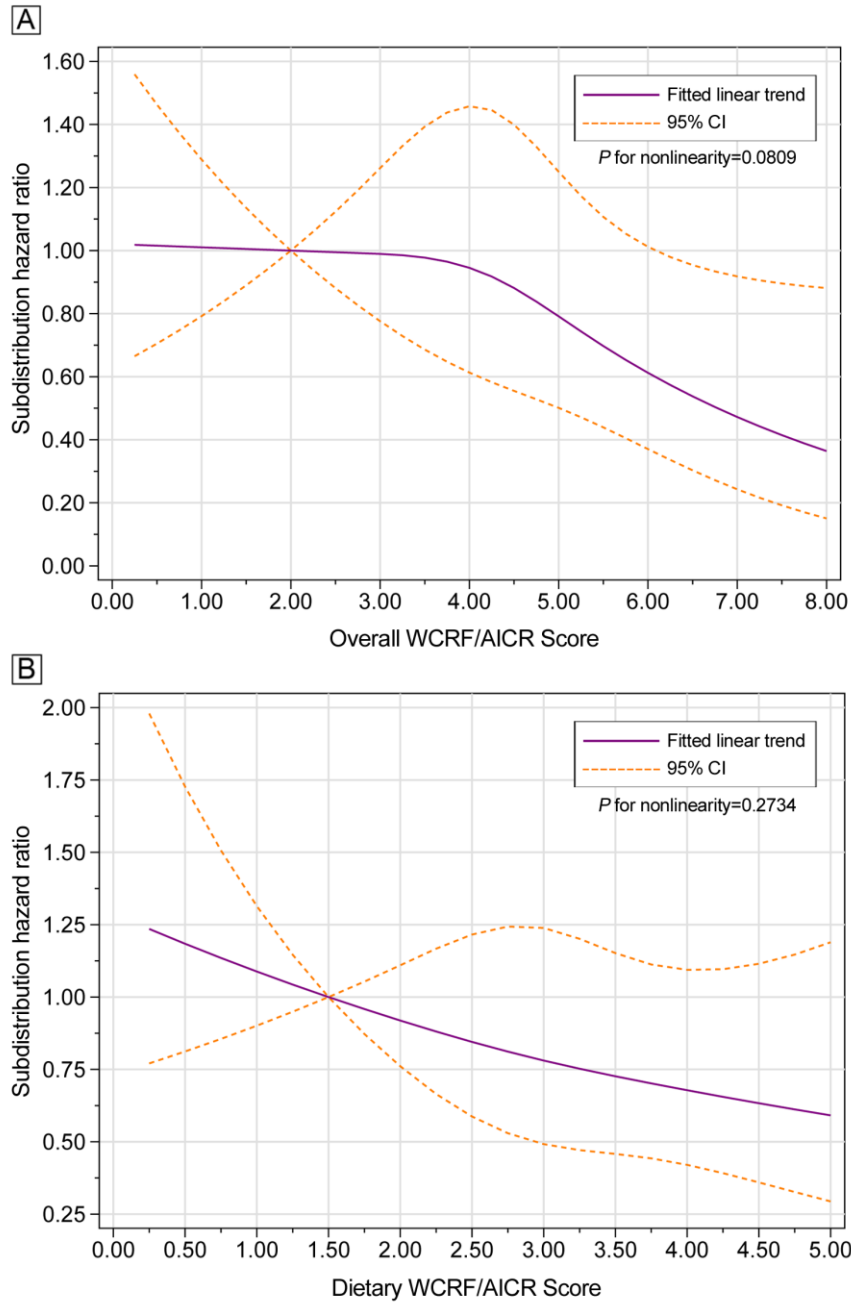 A
1.60
1.40
1.20
1.00
0.80
0.60
0.40
0.20
0.00
Subdistribution hazard ratio
Fitted linear trend
95% CI
P for nonlinearity=0.0809
0.00 1.00 2.00 3.00 4.00 5.00 6.00 7.00 8.00
Overall WCRF/AICR Score
B
2.00
1.75
1.50
1.25
1.00
0.75
0.50
0.25
Subdistribution hazard ratio
Fitted linear trend
95% CI
P for nonlinearity=0.2734
0.00 0.50 1.00 1.50 2.00 2.50 3.00 3.50 4.00 4.50 5.00
Dietary WCRF/AICR Score